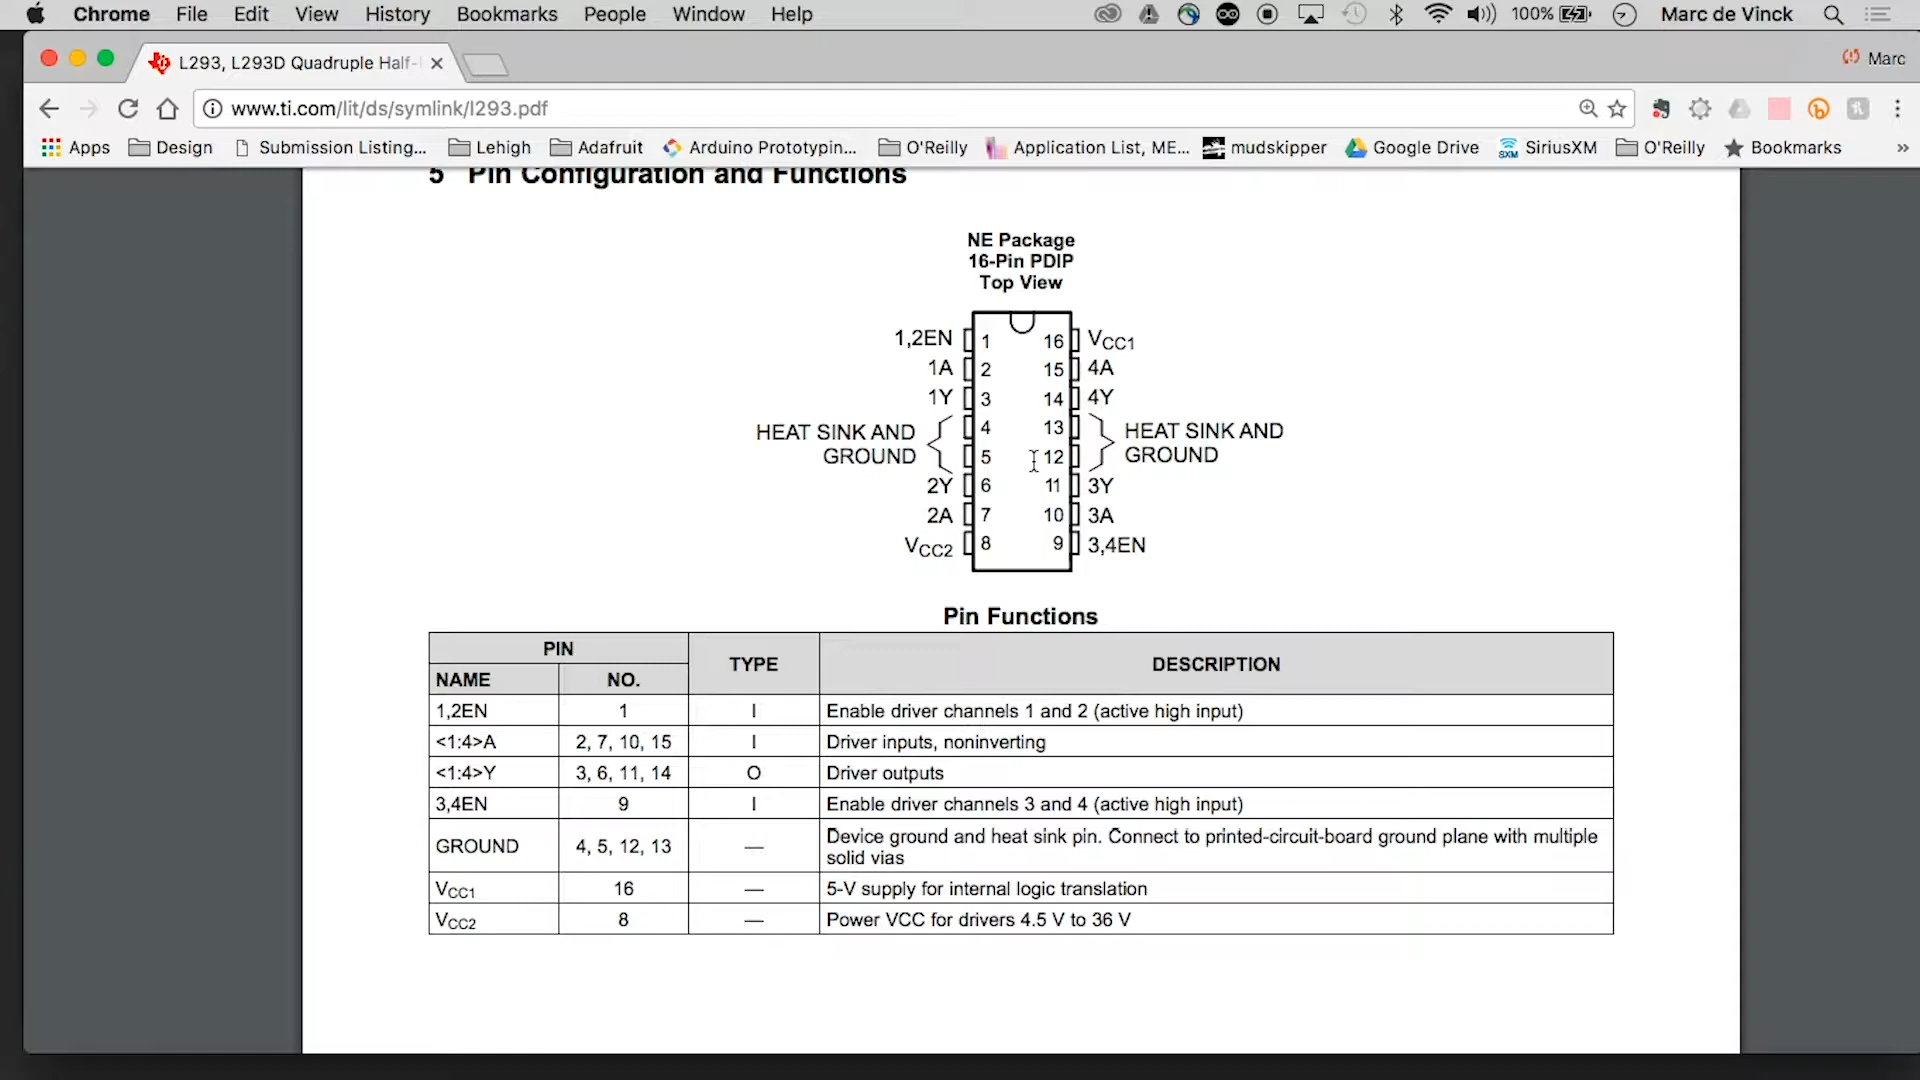 Chrome File Edit View History Bookmarks People Window Help 100% Marc de Vinck
L293, L293D Quadruple Half- Marc
www.ti.com/lit/ds/symlink/l293.pdf
Apps Design Submission Listing... Lehigh Adafruit Arduino Prototypin... O'Reilly Application List, ME... mudskipper Google Drive SXM SiriusXM O'Reilly Bookmarks »
5 Pin Configuration and Functions
NE Package
16-Pin PDIP
Top View
1,2EN 1 16 VCC1
1A 2 15 4A
1Y 3 14 4Y
HEAT SINK AND GROUND 4 13 HEAT SINK AND GROUND
5 12
2Y 6 11 3Y
2A 7 10 3A
VCC2 8 9 3,4EN
Pin Functions
PIN TYPE DESCRIPTION
NAME NO.
1,2EN 1 I Enable driver channels 1 and 2 (active high input)
<1:4>A 2, 7, 10, 15 I Driver inputs, noninverting
<1:4>Y 3, 6, 11, 14 O Driver outputs
3,4EN 9 I Enable driver channels 3 and 4 (active high input)
GROUND 4, 5, 12, 13 — Device ground and heat sink pin. Connect to printed-circuit-board ground plane with multiple
solid vias
VCC1 16 — 5-V supply for internal logic translation
VCC2 8 — Power VCC for drivers 4.5 V to 36 V